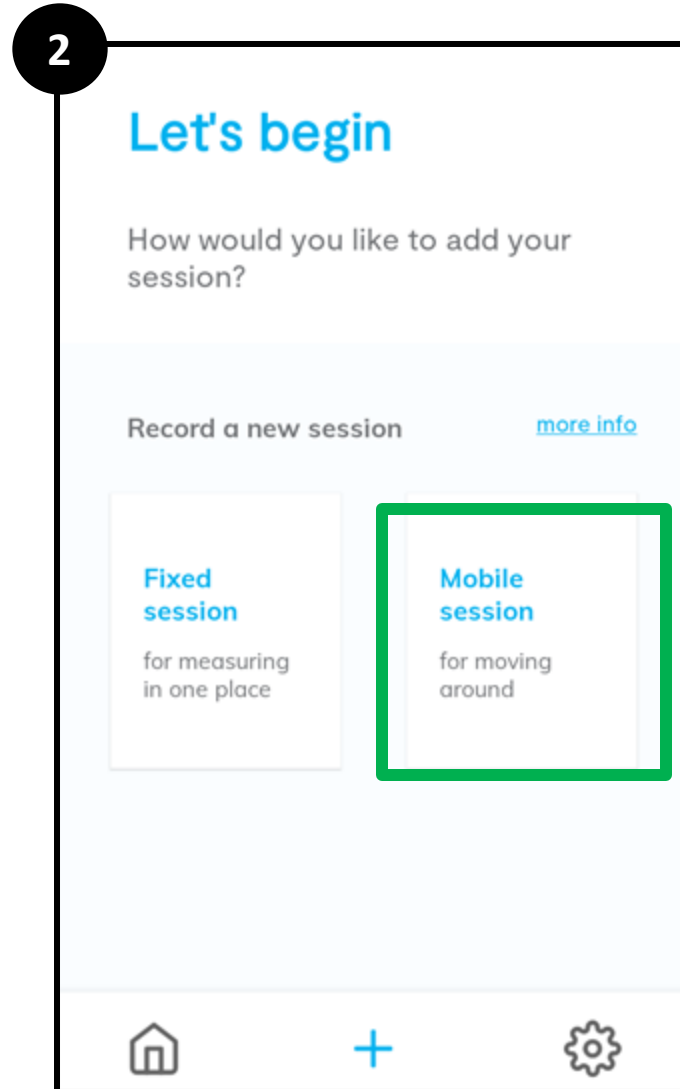 2
Let's begin
How would you like to add your
session?
Record a new session
more info
Fixed
session
for measuring
in one place
Mobile
session
for moving
around